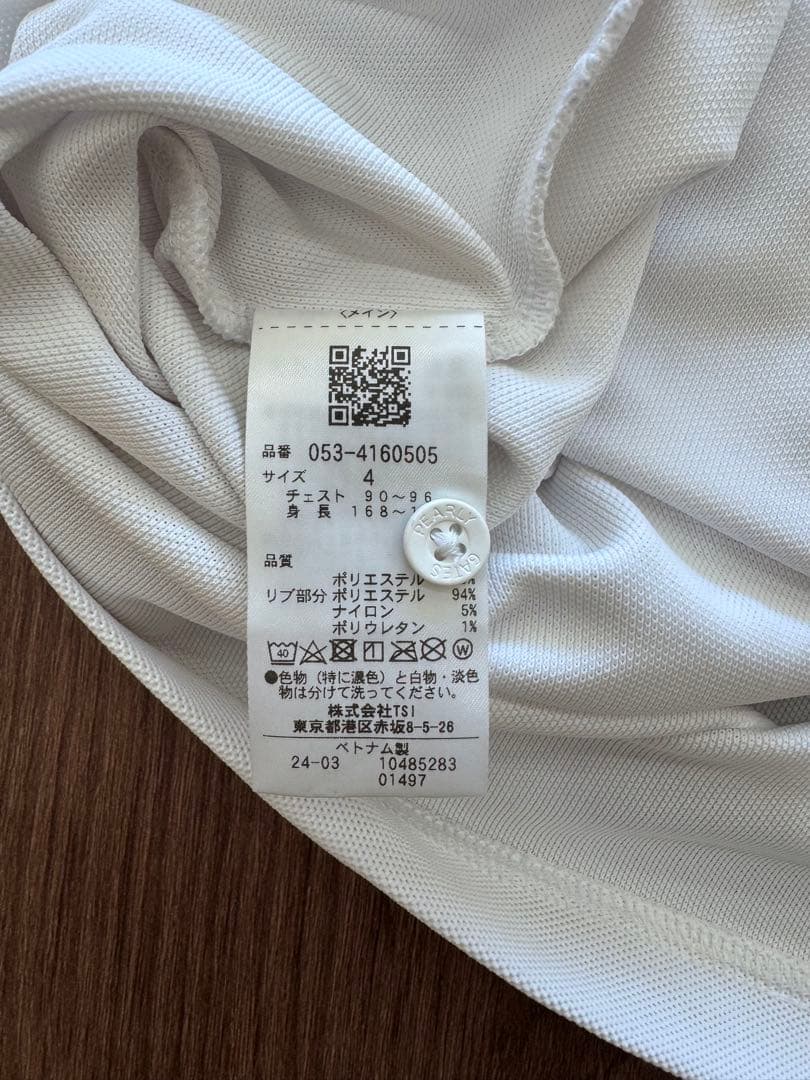 〈メイン〉
品番 053-4160505
サイズ 4
チェスト 90〜96
身長 168〜
PEARLY GATES
品質
ポリエステル %
リブ部分 ポリエステル 94%
ナイロン 5%
ポリウレタン 1%
40 W
●色物（特に濃色）と白物・淡色
物は分けて洗ってください。
株式会社TSI
東京都港区赤坂8-5-26
ベトナム製
24-03 10485283
01497